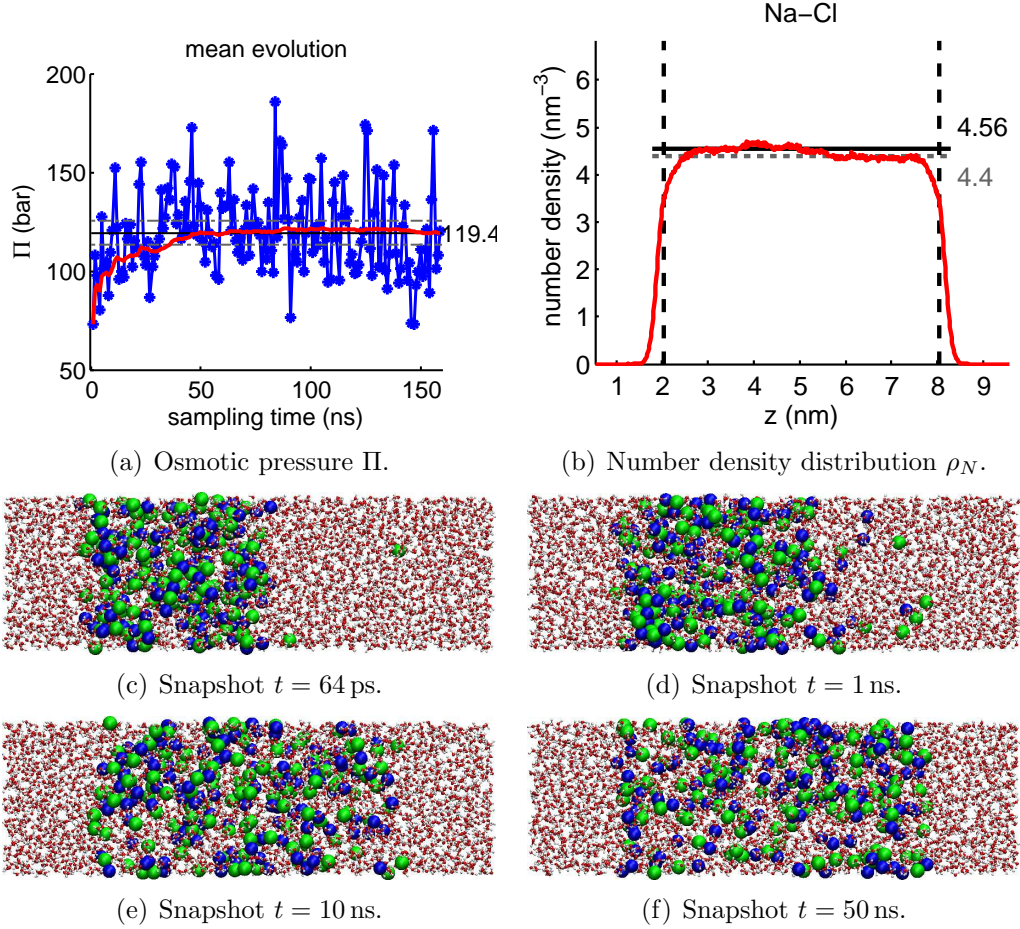 mean evolution
200
150
100
50
Π (bar)
119.4
0 50 100 150
sampling time (ns)
(a) Osmotic pressure Π.
Na−Cl
6
5
4
3
2
1
0
number density (nm⁻³)
4.56
4.4
1 2 3 4 5 6 7 8 9
z (nm)
(b) Number density distribution ρ_N.
(c) Snapshot t = 64 ps.
(d) Snapshot t = 1 ns.
(e) Snapshot t = 10 ns.
(f) Snapshot t = 50 ns.